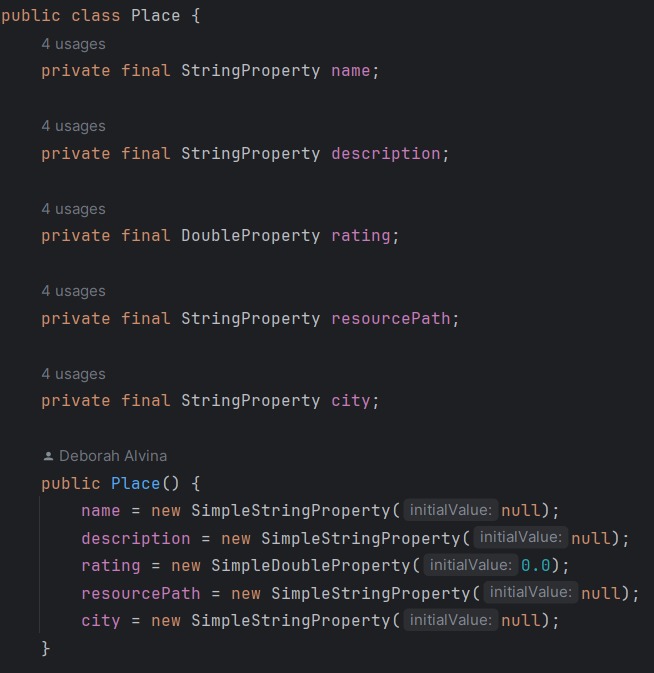 public class Place {
4 usages
private final StringProperty name;
4 usages
private final StringProperty description;
4 usages
private final DoubleProperty rating;
4 usages
private final StringProperty resourcePath;
4 usages
private final StringProperty city;
Deborah Alvina
public Place() {
name = new SimpleStringProperty( initialValue: null);
description = new SimpleStringProperty( initialValue: null);
rating = new SimpleDoubleProperty( initialValue: 0.0);
resourcePath = new SimpleStringProperty( initialValue: null);
city = new SimpleStringProperty( initialValue: null);
}